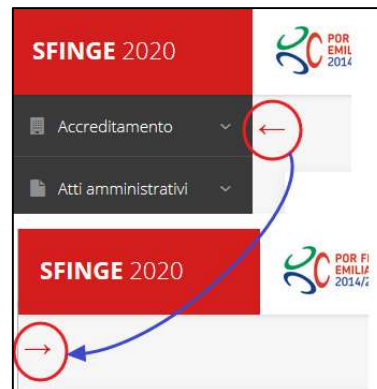 SFINGE 2020
POR
EMIL
2014
Accreditamento
←
Atti amministrativi
SFINGE 2020
POR F
EMILIA
2014/2
→